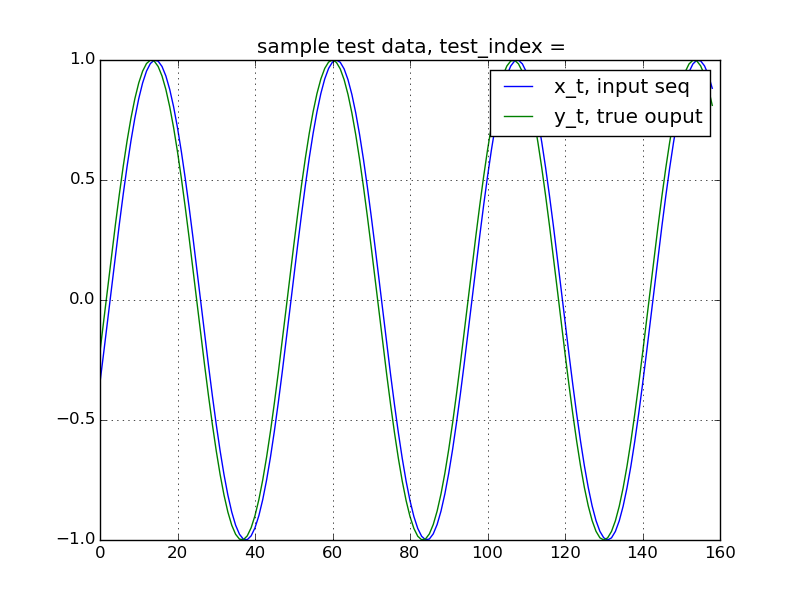 sample test data, test_index =
x_t, input seq
y_t, true ouput
1.0
0.5
0.0
−0.5
−1.0
0 20 40 60 80 100 120 140 160